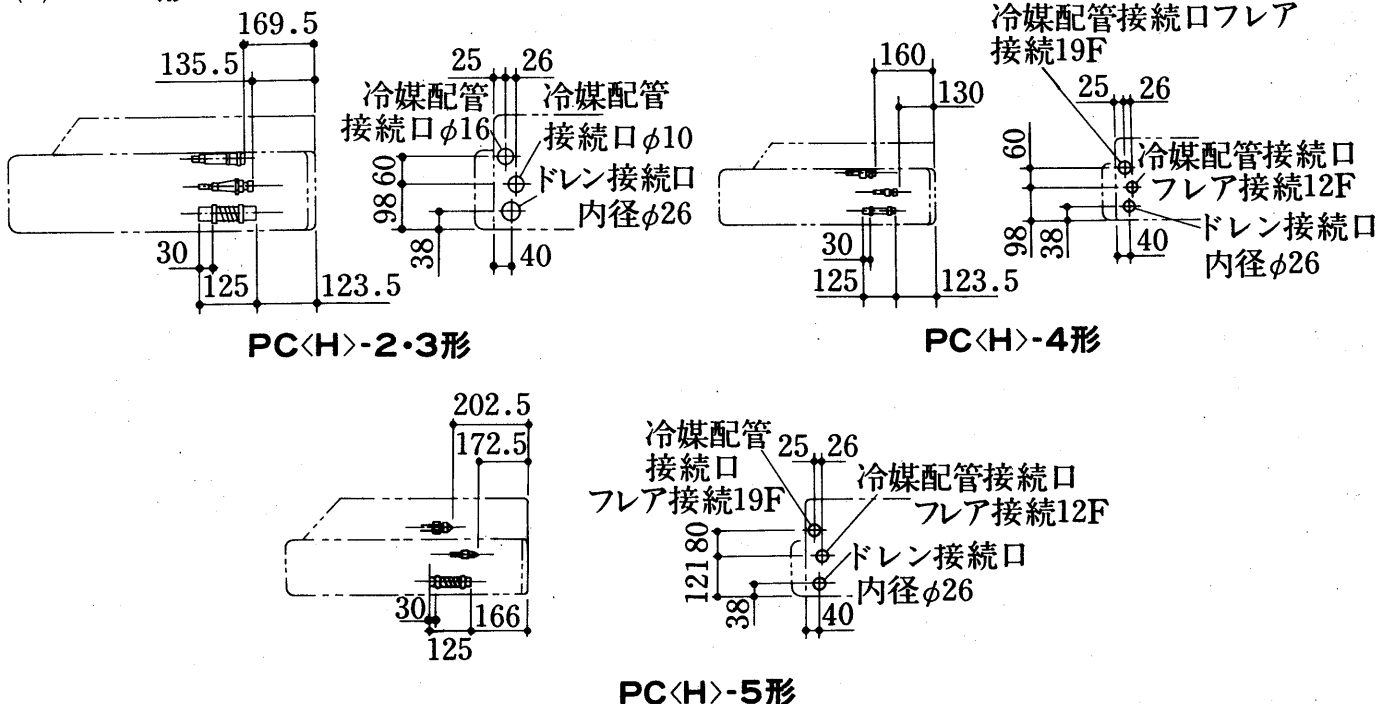 169.5
135.5
25 26
冷媒配管
接続口φ16
冷媒配管
接続口φ10
ドレン接続口
内径φ26
60
98
38
40
30
125
123.5
PC〈H〉-2・3形
冷媒配管接続口フレア
接続19F
160
130
25 26
冷媒配管接続口
フレア接続12F
ドレン接続口
内径φ26
60
98
38
40
30
125
123.5
PC〈H〉-4形
202.5
172.5
冷媒配管
接続口
フレア接続19F
25 26
冷媒配管接続口
フレア接続12F
ドレン接続口
内径φ26
80
121
38
40
30
166
125
PC〈H〉-5形